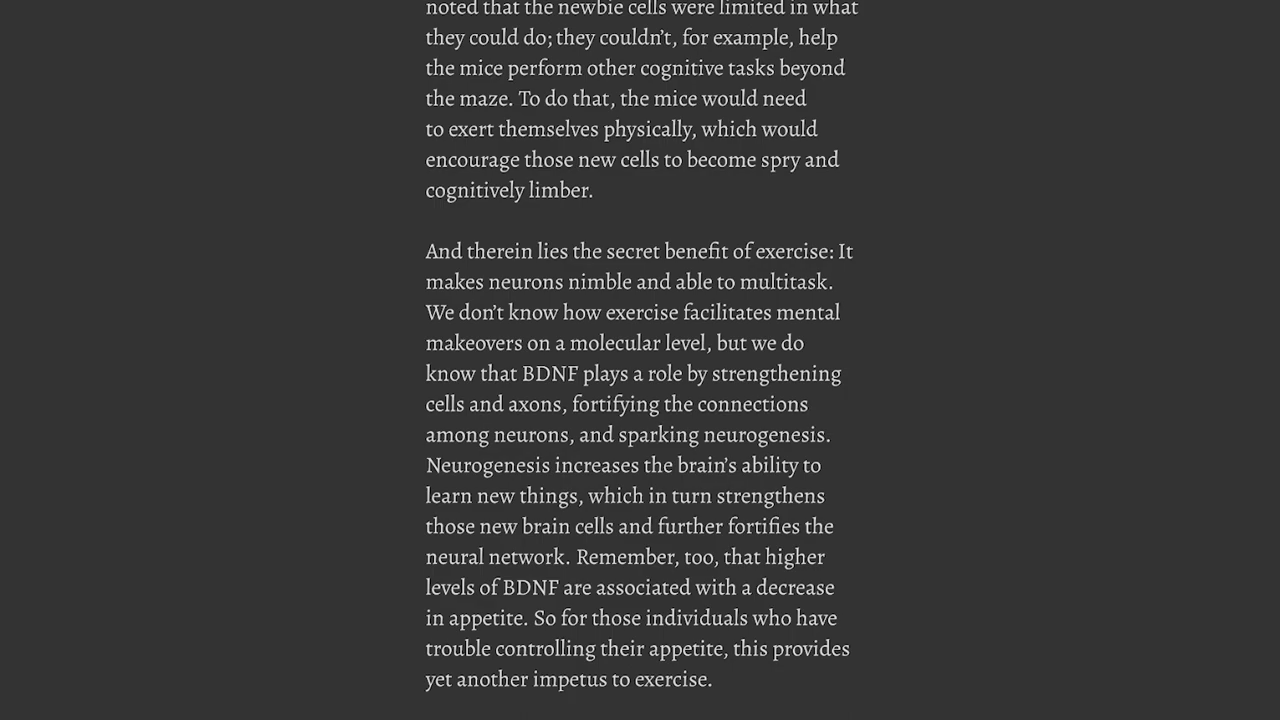 noted that the newbie cells were limited in what
they could do; they couldn’t, for example, help
the mice perform other cognitive tasks beyond
the maze. To do that, the mice would need
to exert themselves physically, which would
encourage those new cells to become spry and
cognitively limber.
And therein lies the secret benefit of exercise: It
makes neurons nimble and able to multitask.
We don’t know how exercise facilitates mental
makeovers on a molecular level, but we do
know that BDNF plays a role by strengthening
cells and axons, fortifying the connections
among neurons, and sparking neurogenesis.
Neurogenesis increases the brain’s ability to
learn new things, which in turn strengthens
those new brain cells and further fortifies the
neural network. Remember, too, that higher
levels of BDNF are associated with a decrease
in appetite. So for those individuals who have
trouble controlling their appetite, this provides
yet another impetus to exercise.